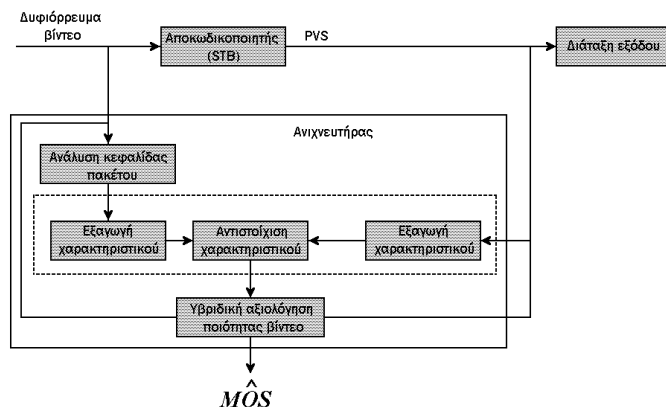 Δυφιόρρευμα
βίντεο
Αποκωδικοποιητής
(STB)
PVS
Διάταξη εξόδου
Ανιχνευτήρας
Ανάλυση κεφαλίδας
πακέτου
Εξαγωγή
χαρακτηριστικού
Αντιστοίχιση
χαρακτηριστικού
Εξαγωγή
χαρακτηριστικού
Υβριδική αξιολόγηση
ποιότητας βίντεο
MÔS